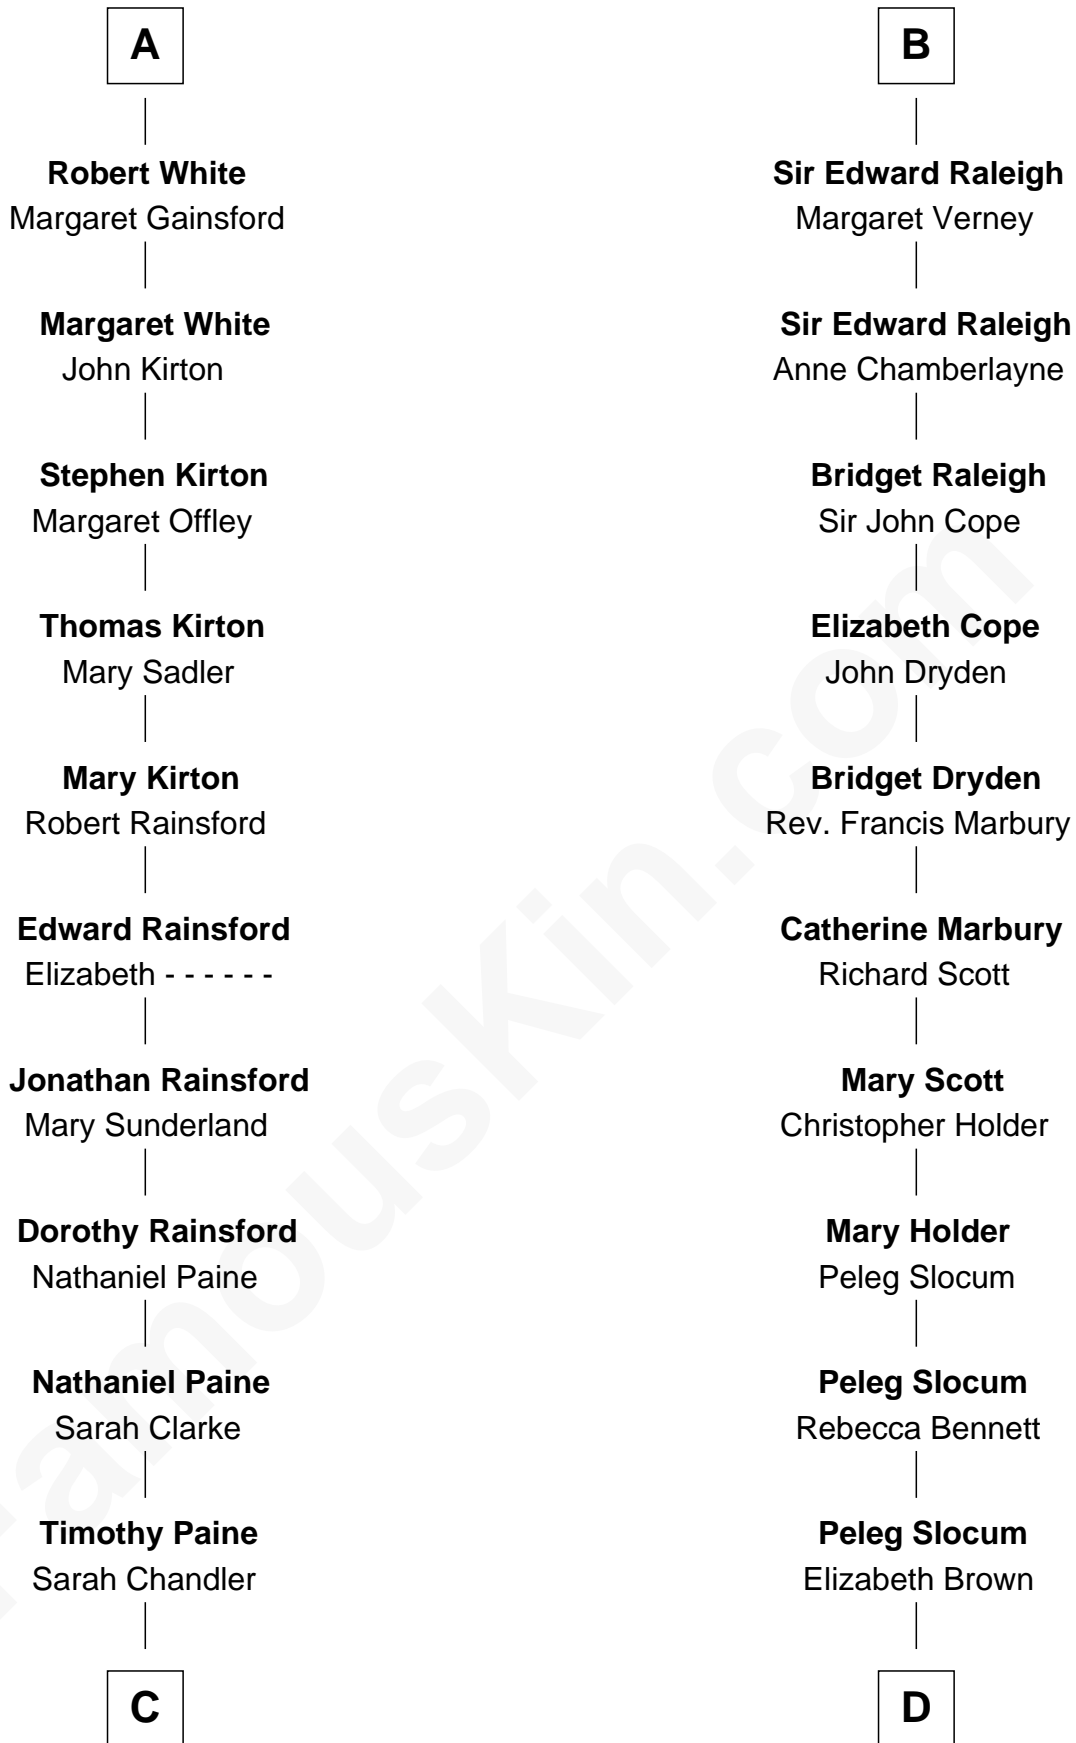 A
Robert White
Margaret Gainsford
Margaret White
John Kirton
Stephen Kirton
Margaret Offley
Thomas Kirton
Mary Sadler
Mary Kirton
Robert Rainsford
Edward Rainsford
Elizabeth - - - - - -
Jonathan Rainsford
Mary Sunderland
Dorothy Rainsford
Nathaniel Paine
Nathaniel Paine
Sarah Clarke
Timothy Paine
Sarah Chandler
C
B
Sir Edward Raleigh
Margaret Verney
Sir Edward Raleigh
Anne Chamberlayne
Bridget Raleigh
Sir John Cope
Elizabeth Cope
John Dryden
Bridget Dryden
Rev. Francis Marbury
Catherine Marbury
Richard Scott
Mary Scott
Christopher Holder
Mary Holder
Peleg Slocum
Peleg Slocum
Rebecca Bennett
Peleg Slocum
Elizabeth Brown
D
FamousKin.com